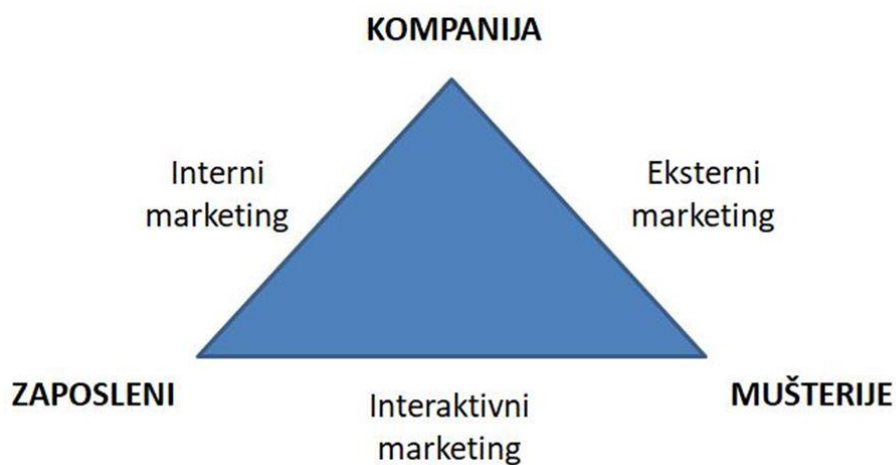 KOMPANIJA
Interni
marketing
Eksterni
marketing
ZAPOSLENI
Interaktivni
marketing
MUŠTERIJE